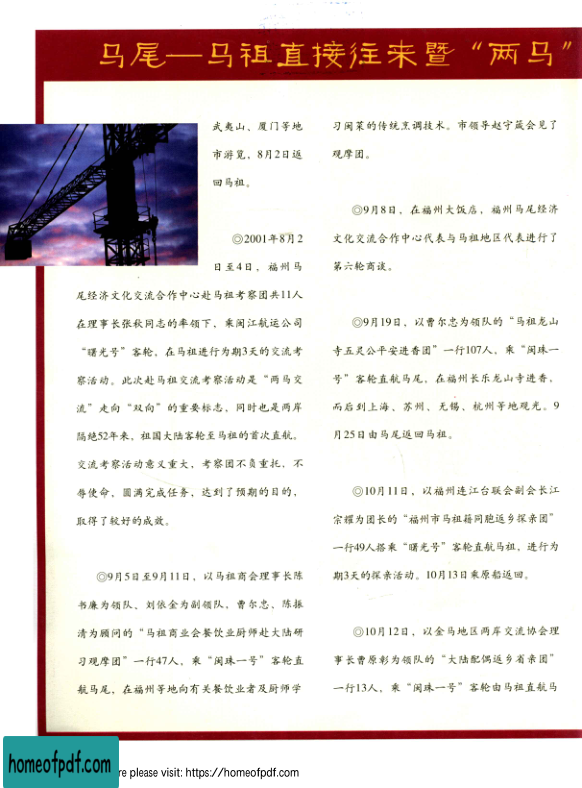 马尾—马祖直接往来暨“两马”
武夷山、厦门等地
市游览，8月2日返
回马祖。
◎2001年8月2
日至4日，福州马
尾经济文化交流合作中心赴马祖考察团共11人
在理事长张秋同志的率领下，乘闽江航运公司
“曙光号”客轮，在马祖进行为期3天的交流考
察活动。此次赴马祖交流考察活动是“两马交
流”走向“双向”的重要标志，同时也是两岸
隔绝52年来，祖国大陆客轮至马祖的首次直航。
交流考察活动意义重大，考察团不负重托，不
辱使命，圆满完成任务，达到了预期的目的，
取得了较好的成效。
◎9月5日至9月11日，以马祖商会理事长陈
书廉为领队、刘依金为副领队，曹尔忠、陈振
清为顾问的“马祖商业会餐饮业厨师赴大陆研
习观摩团”一行47人，乘“闽珠一号”客轮直
航马尾，在福州等地向有关餐饮业者及厨师学
习闽菜的传统烹调技术。市领导赵守箴会见了
观摩团。
◎9月8日，在福州大饭店，福州马尾经济
文化交流合作中心代表与马祖地区代表进行了
第六轮商谈。
◎9月19日，以曹尔忠为领队的“马祖龙山
寺五灵公平安进香团”一行107人，乘“闽珠一
号”客轮直航马尾，在福州长乐龙山寺进香，
而后到上海、苏州、无锡、杭州等地观光。9
月25日由马尾返回马祖。
◎10月11日，以福州连江台联会副会长江
宗耀为团长的“福州市马祖籍同胞返乡探亲团”
一行49人搭乘“曙光号”客轮直航马祖，进行为
期3天的探亲活动。10月13日乘原船返回。
◎10月12日，以金马地区两岸交流协会理
事长曹原彰为领队的“大陆配偶返乡省亲团”
一行13人，乘“闽珠一号”客轮由马祖直航马
homeofpdf.com
re please visit: https://homeofpdf.com